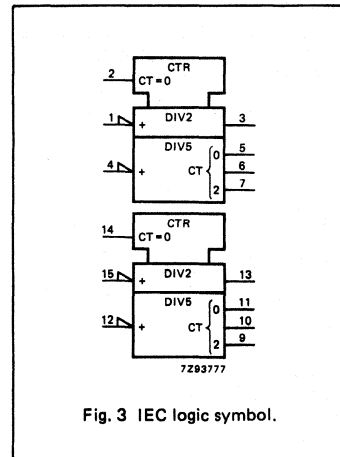 CTR
2
CT=0
DIV2
1
+
3
DIV5
4
+
CT
0
5
6
2
7
CTR
14
CT=0
DIV2
15
+
13
DIV5
12
+
CT
0
11
10
2
9
7Z93777
Fig. 3 IEC logic symbol.